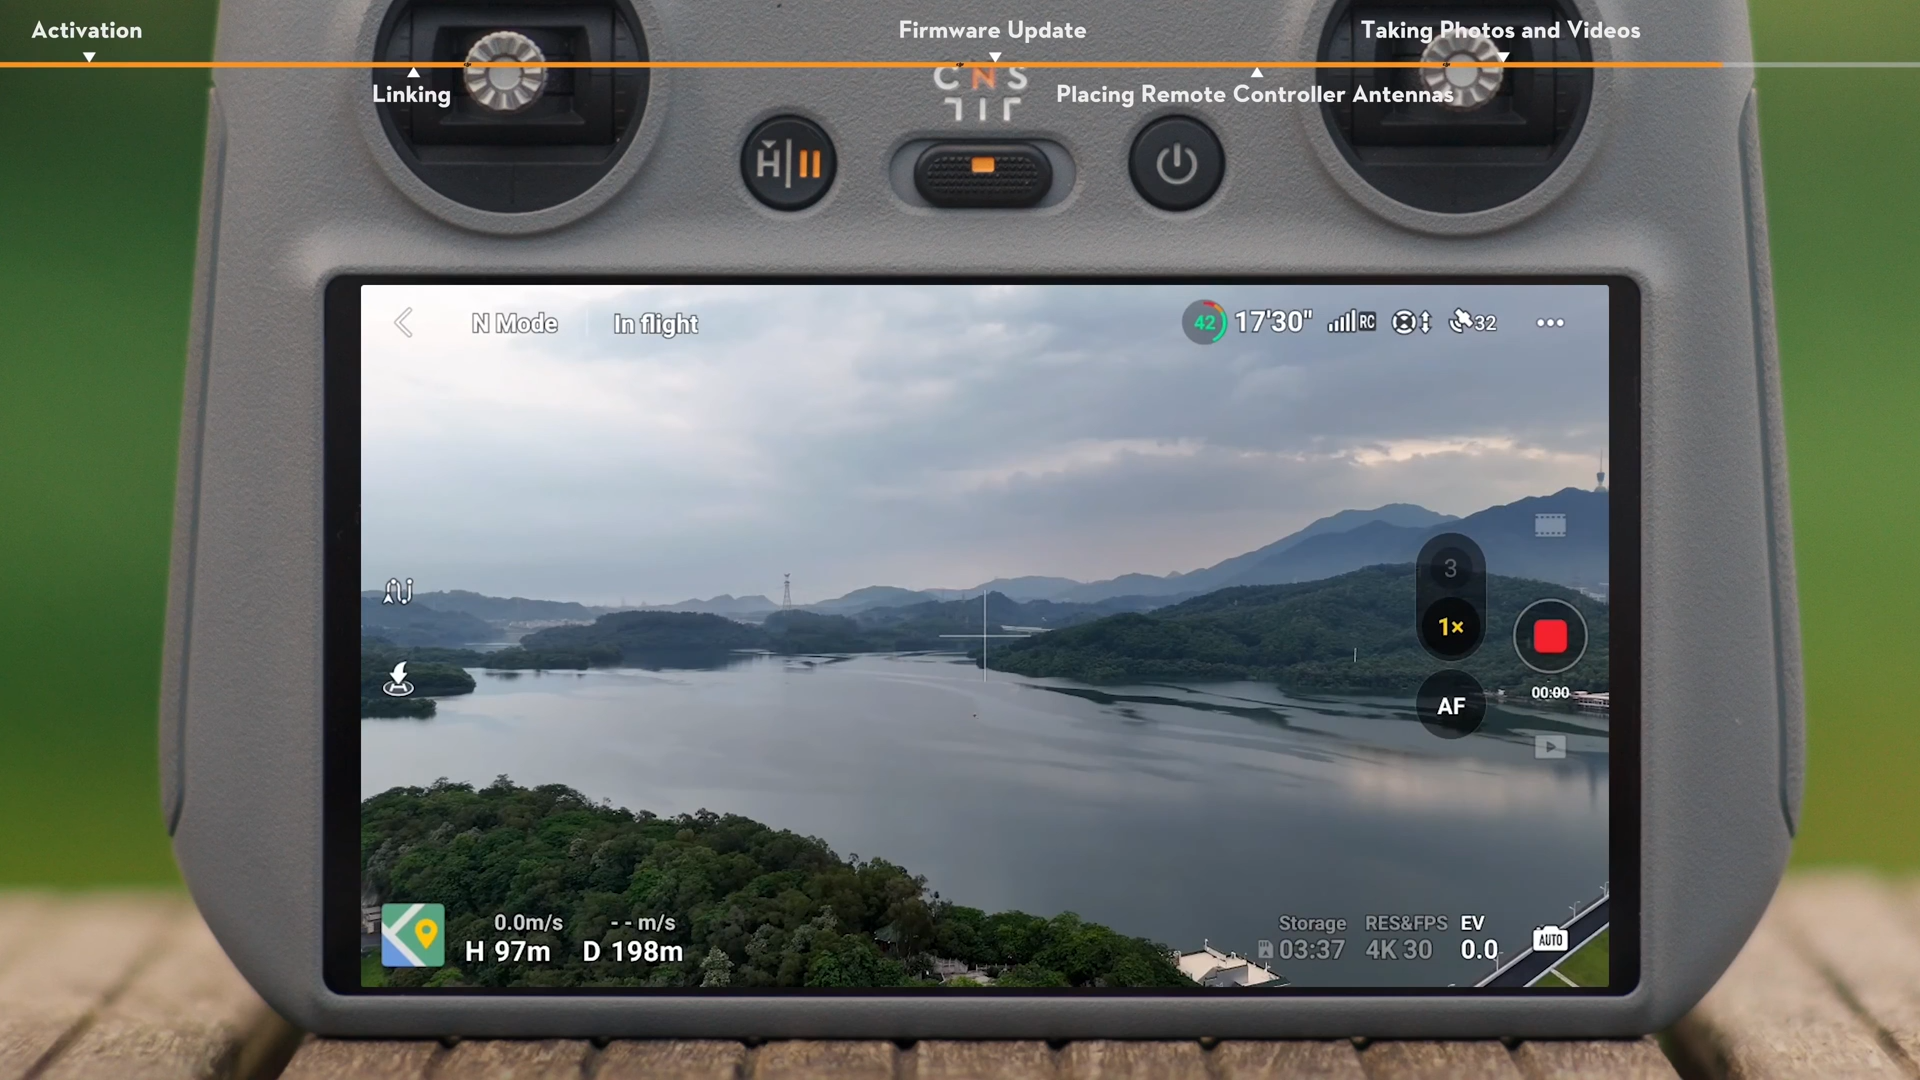 Activation
Firmware Update
Taking Photos and Videos
Linking
Placing Remote Controller Antennas
C N S
H
N Mode
In flight
42
17'30"
RC
32
3
1×
AF
00:00
0.0m/s
- - m/s
H 97m
D 198m
Storage
RES&FPS
EV
03:37
4K 30
0.0
AUTO